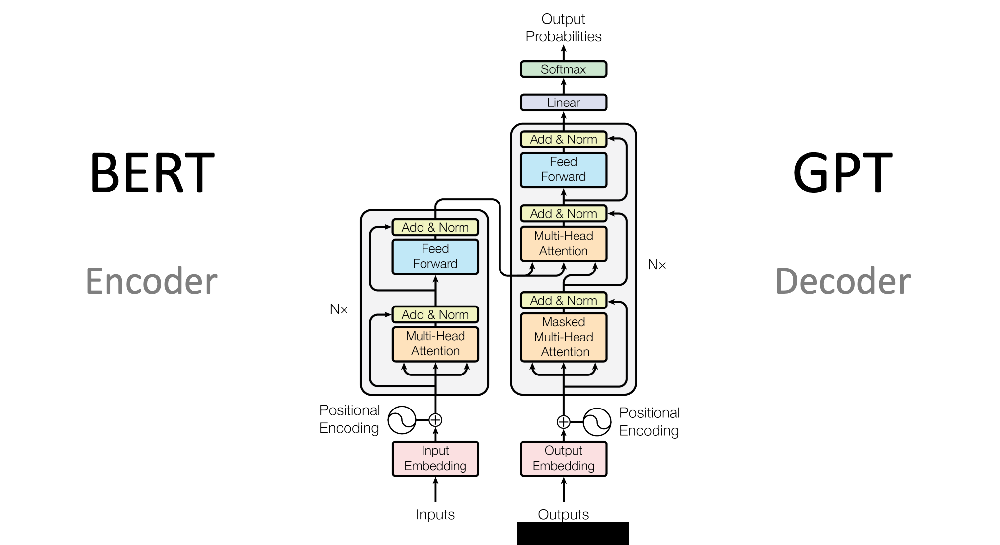 BERT
Encoder
Output
Probabilities
Softmax
Linear
Add & Norm
Feed
Forward
Add & Norm
Multi-Head
Attention
Add & Norm
Masked
Multi-Head
Attention
Nx
Add & Norm
Feed
Forward
Add & Norm
Multi-Head
Attention
Nx
Positional
Encoding
Input
Embedding
Inputs
Positional
Encoding
Output
Embedding
Outputs
GPT
Decoder